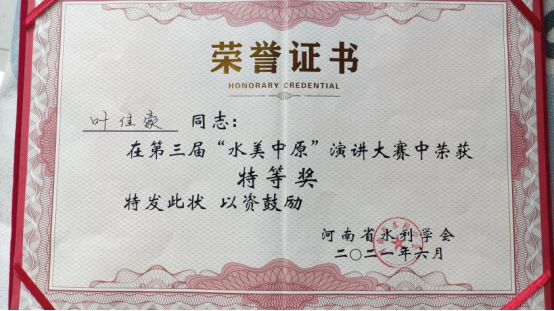 荣誉证书
HONORARY CREDENTIAL
叶佳豪 同志：
在第三届“水美中原”演讲大赛中荣获
特等奖
特发此状 以资鼓励
河南省水利学会
二〇二一年六月